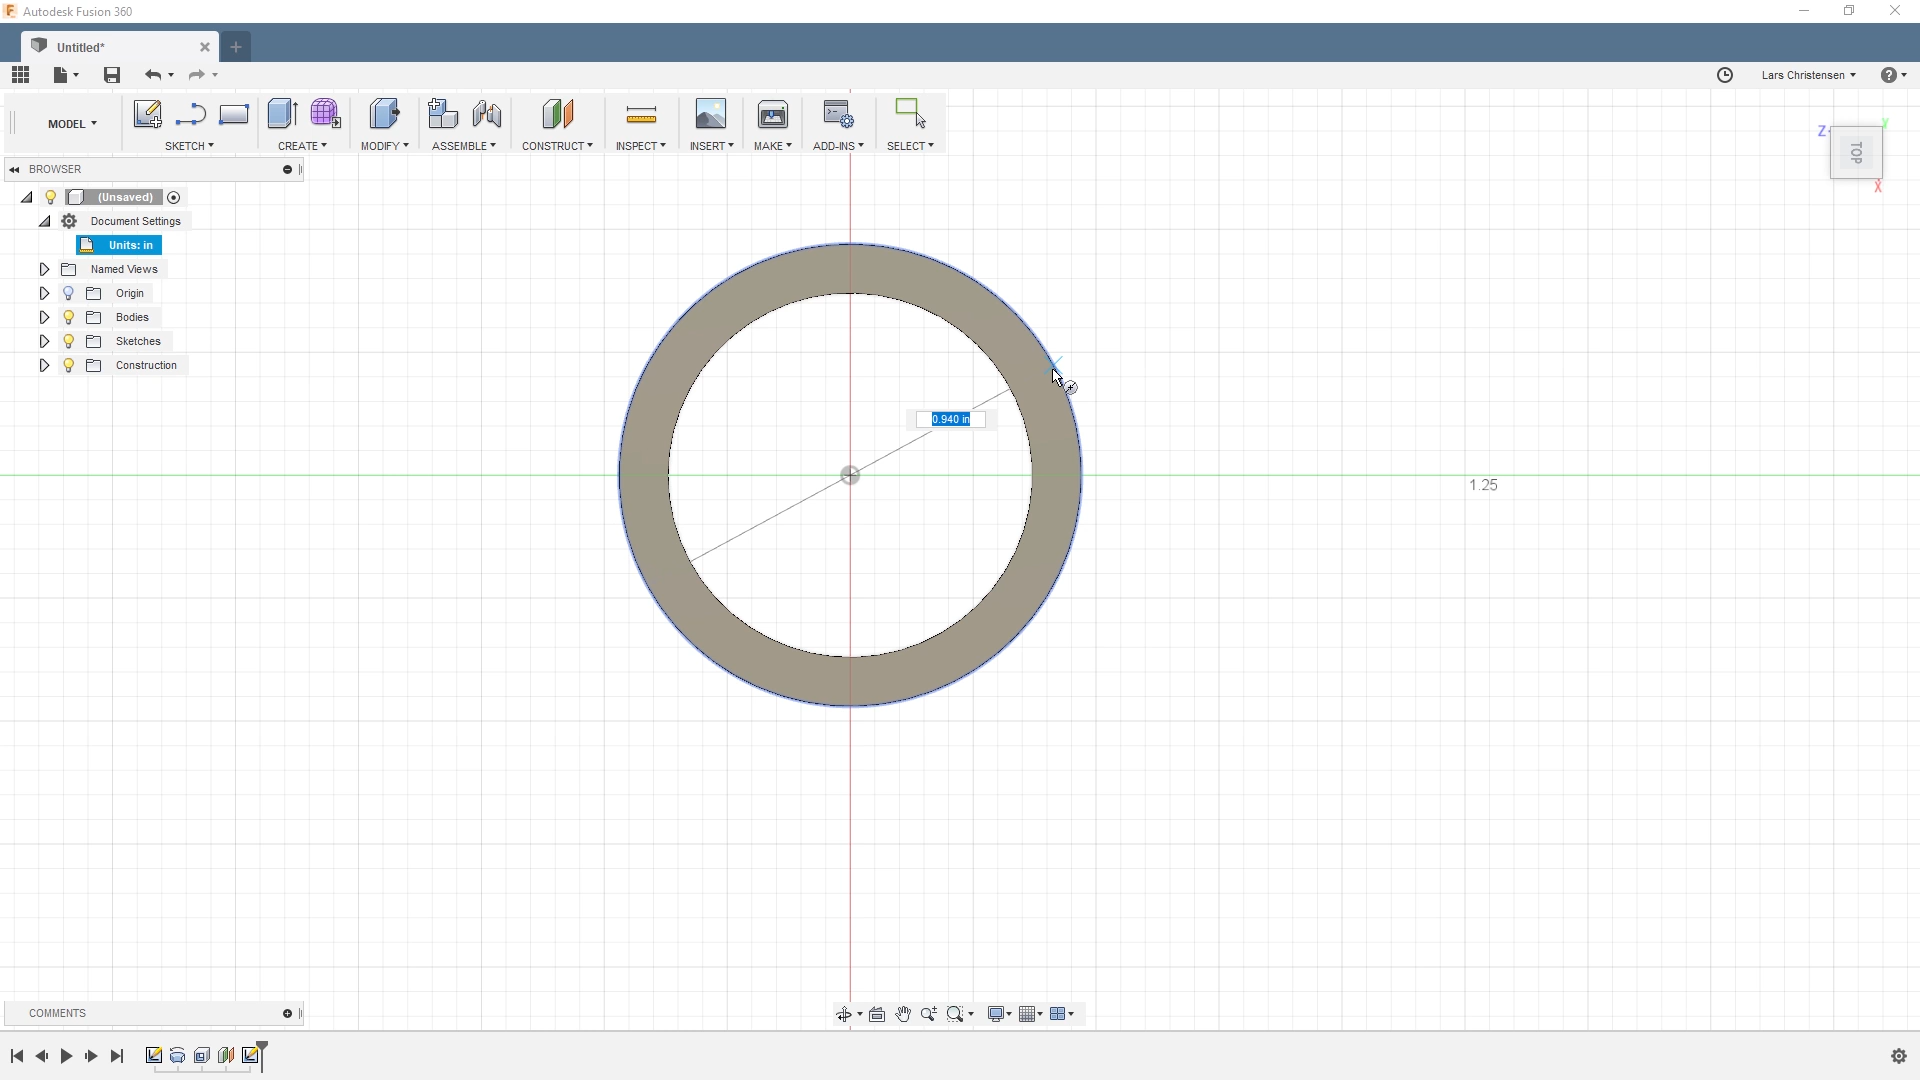 Autodesk Fusion 360
Untitled*
Lars Christensen
MODEL
SKETCH
CREATE
MODIFY
ASSEMBLE
CONSTRUCT
INSPECT
INSERT
MAKE
ADD-INS
SELECT
Z
Y
TOP
X
BROWSER
(Unsaved)
Document Settings
Units: in
Named Views
Origin
Bodies
Sketches
Construction
0.940 in
1.25
COMMENTS